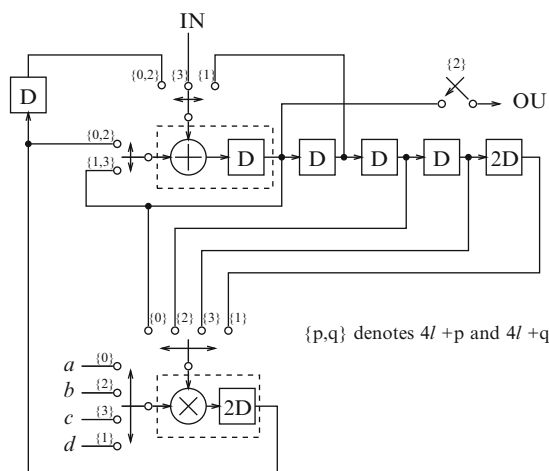 IN
{0,2} {3} {1}
{2}
D
OU
{0,2}
{1,3}
D D D D 2D
{0} {2} {3} {1}
{p,q} denotes 4l +p and 4l +q
a {0}
b {2}
c {3}
d {1}
2D